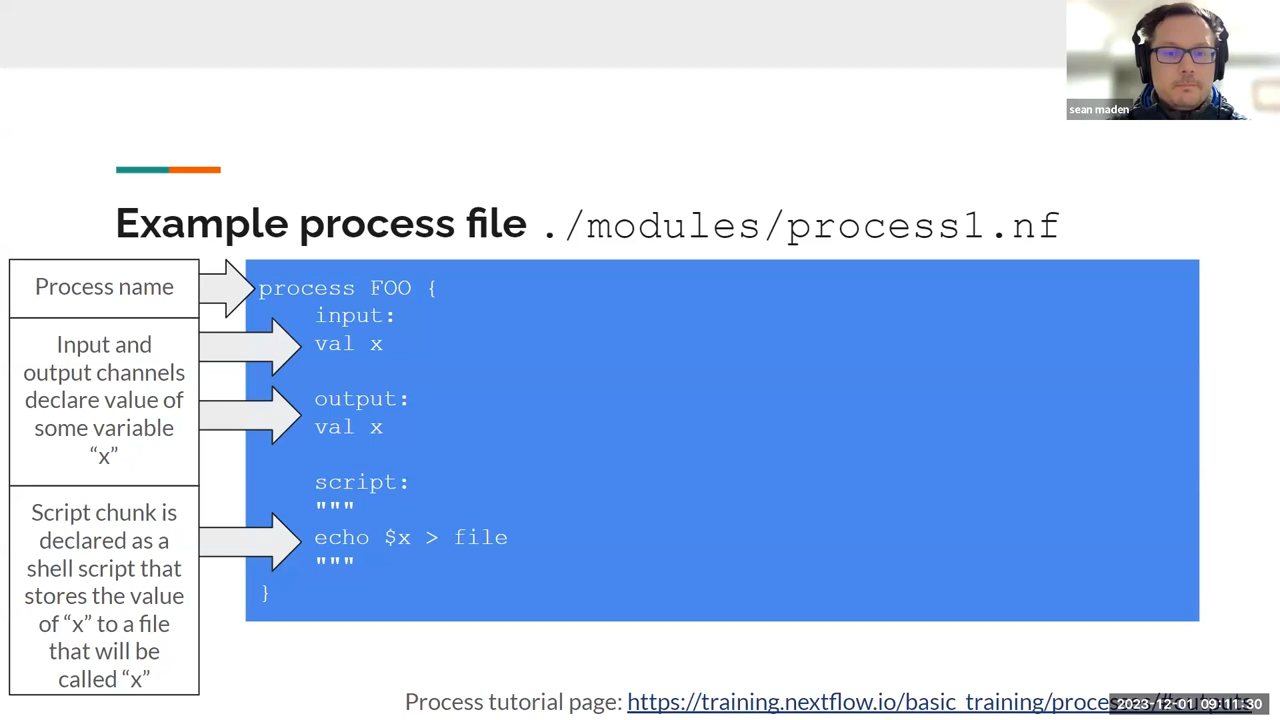 sean maden
Example process file ./modules/process1.nf
Process name
Input and
output channels
declare value of
some variable
“x”
Script chunk is
declared as a
shell script that
stores the value
of “x” to a file
that will be
called “x”
process FOO {
input:
val x
output:
val x
script:
"""
echo $x > file
"""
}
Process tutorial page: https://training.nextflow.io/basic_training/processes/#outputs
2023-12-01 09:11:30